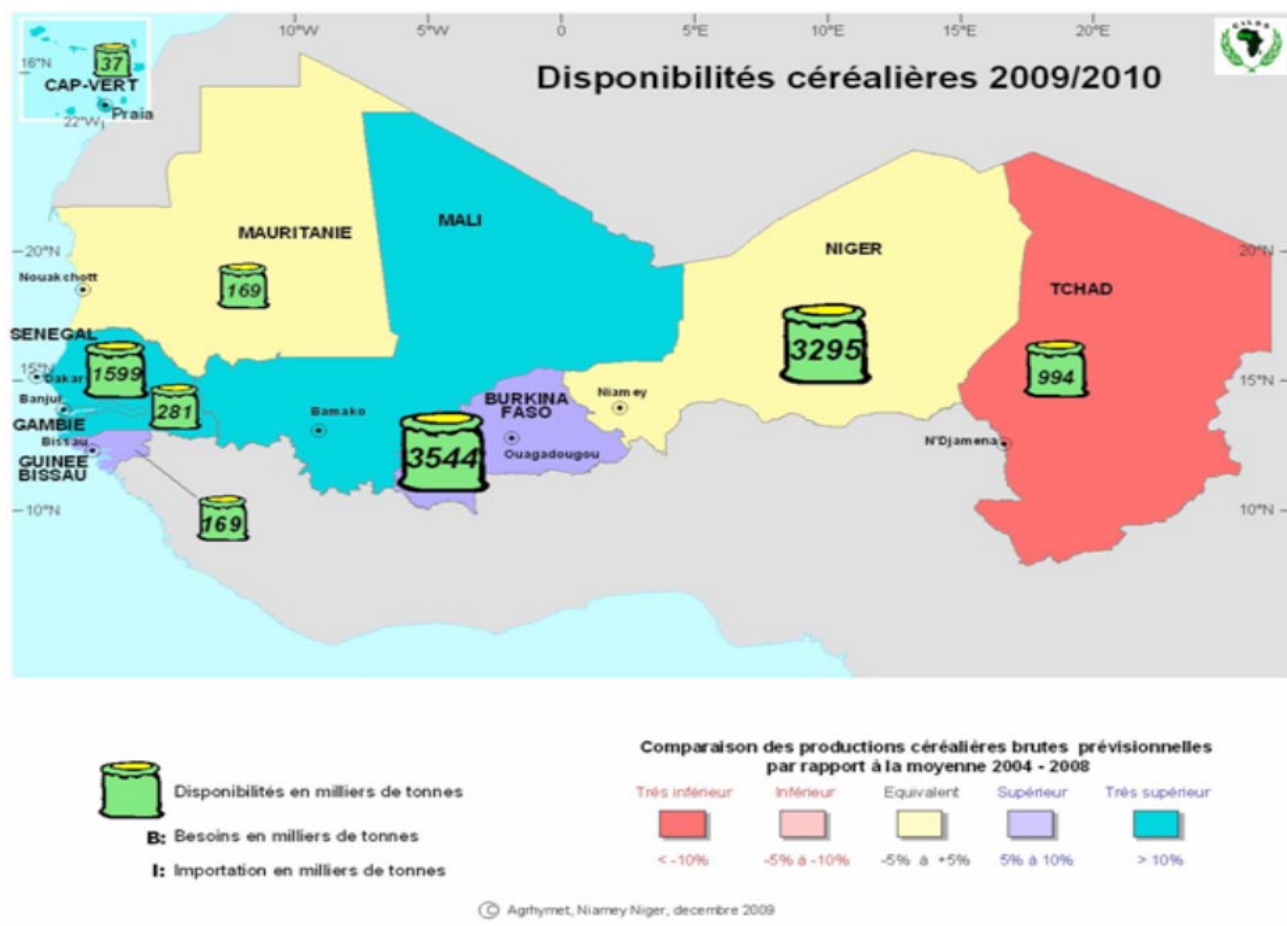 10°W 5°W 0 5°E 10°E 15°E 20°E
CILSS
37
16°N
CAP-VERT
Praia
22°W
Disponibilités céréalières 2009/2010
MALI
MAURITANIE
NIGER
20°N
20°N
Nouakchott
169
TCHAD
SENEGAL
3295
1599
994
15°N
Dakar
15°N
Banjul
281
BURKINA
FASO
Niamey
Bamako
GAMBIE
Bissau
3544
Ouagadougou
N'Djamena
GUINEE
BISSAU
10°N
10°N
169
Comparaison des productions céréalières brutes prévisionnelles
par rapport à la moyenne 2004 - 2008
Trés inférieur Inférieur Equivalent Supérieur Trés supérieur
< -10% -5% à -10% -5% à +5% 5% à 10% > 10%
Disponibilités en milliers de tonnes
B: Besoins en milliers de tonnes
I: Importation en milliers de tonnes
© Agrhymet, Niamey Niger, decembre 2009